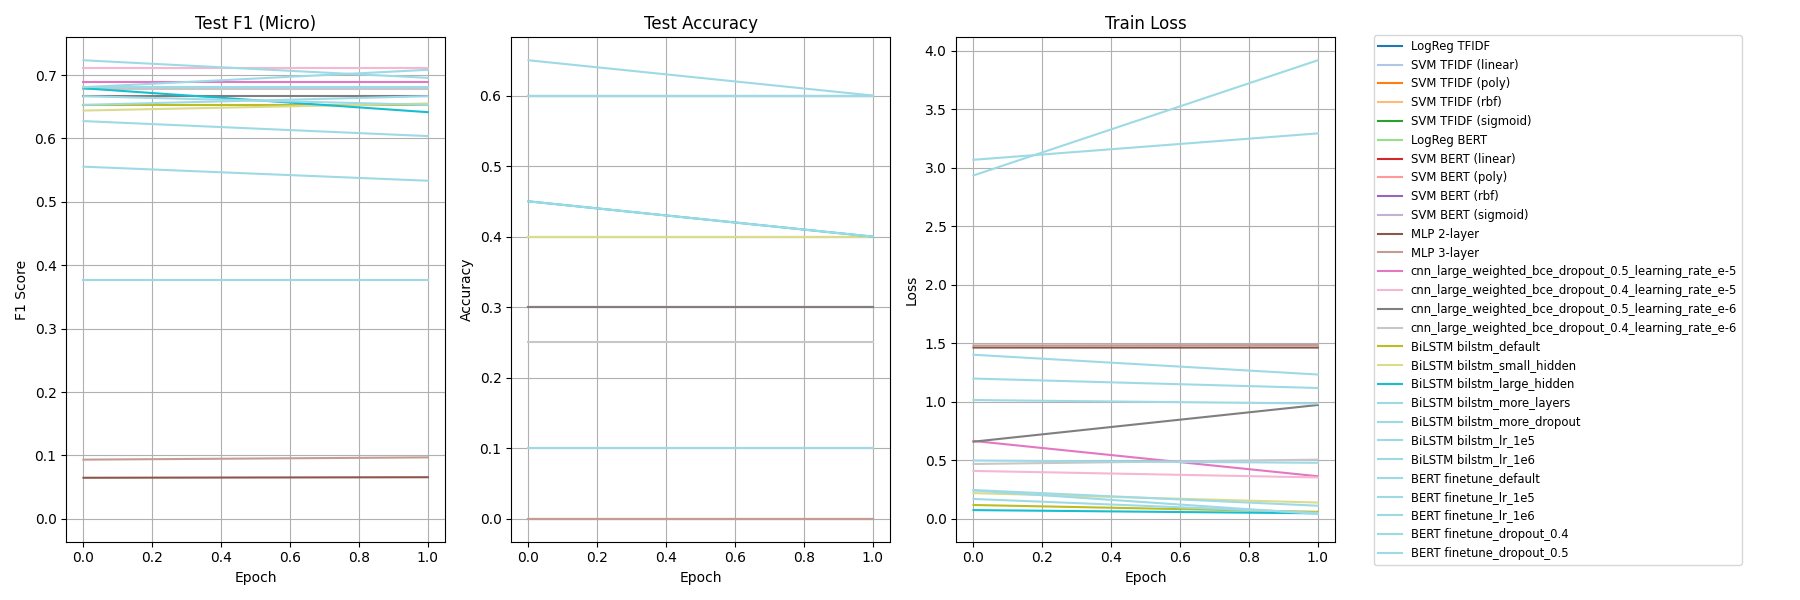 Test F1 (Micro)
F1 Score
0.7
0.6
0.5
0.4
0.3
0.2
0.1
0.0
0.0 0.2 0.4 0.6 0.8 1.0
Epoch
Test Accuracy
Accuracy
0.6
0.5
0.4
0.3
0.2
0.1
0.0
0.0 0.2 0.4 0.6 0.8 1.0
Epoch
Train Loss
Loss
4.0
3.5
3.0
2.5
2.0
1.5
1.0
0.5
0.0
0.0 0.2 0.4 0.6 0.8 1.0
Epoch
LogReg TFIDF
SVM TFIDF (linear)
SVM TFIDF (poly)
SVM TFIDF (rbf)
SVM TFIDF (sigmoid)
LogReg BERT
SVM BERT (linear)
SVM BERT (poly)
SVM BERT (rbf)
SVM BERT (sigmoid)
MLP 2-layer
MLP 3-layer
cnn_large_weighted_bce_dropout_0.5_learning_rate_e-5
cnn_large_weighted_bce_dropout_0.4_learning_rate_e-5
cnn_large_weighted_bce_dropout_0.5_learning_rate_e-6
cnn_large_weighted_bce_dropout_0.4_learning_rate_e-6
BiLSTM bilstm_default
BiLSTM bilstm_small_hidden
BiLSTM bilstm_large_hidden
BiLSTM bilstm_more_layers
BiLSTM bilstm_more_dropout
BiLSTM bilstm_lr_1e5
BiLSTM bilstm_lr_1e6
BERT finetune_default
BERT finetune_lr_1e5
BERT finetune_lr_1e6
BERT finetune_dropout_0.4
BERT finetune_dropout_0.5